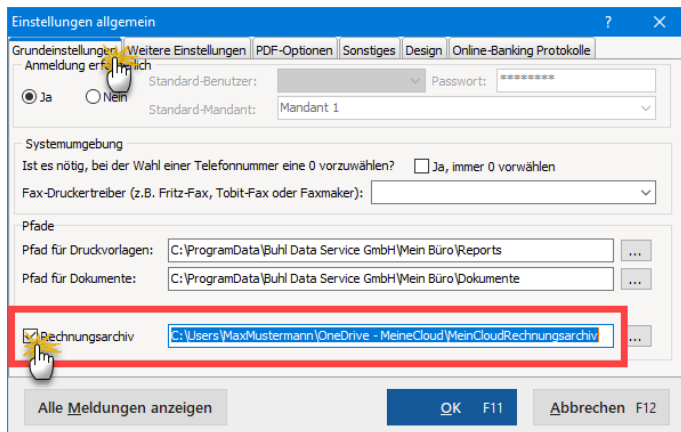 Einstellungen allgemein ? ×
Grundeinstellungen Weitere Einstellungen PDF-Optionen Sonstiges Design Online-Banking Protokolle
Anmeldung erforderlich
Ja Nein Standard-Benutzer: Passwort: ********
Standard-Mandant: Mandant 1
Systemumgebung
Ist es nötig, bei der Wahl einer Telefonnummer eine 0 vorzuwählen? Ja, immer 0 vorwählen
Fax-Druckertreiber (z.B. Fritz-Fax, Tobit-Fax oder Faxmaker):
Pfade
Pfad für Druckvorlagen: C:\ProgramData\Buhl Data Service GmbH\Mein Büro\Reports ...
Pfad für Dokumente: C:\ProgramData\Buhl Data Service GmbH\Mein Büro\Dokumente ...
Rechnungsarchiv C:\Users\MaxMustermann\OneDrive - MeineCloud\MeinCloudRechnungsarchiv ...
Alle Meldungen anzeigen OK F11 Abbrechen F12